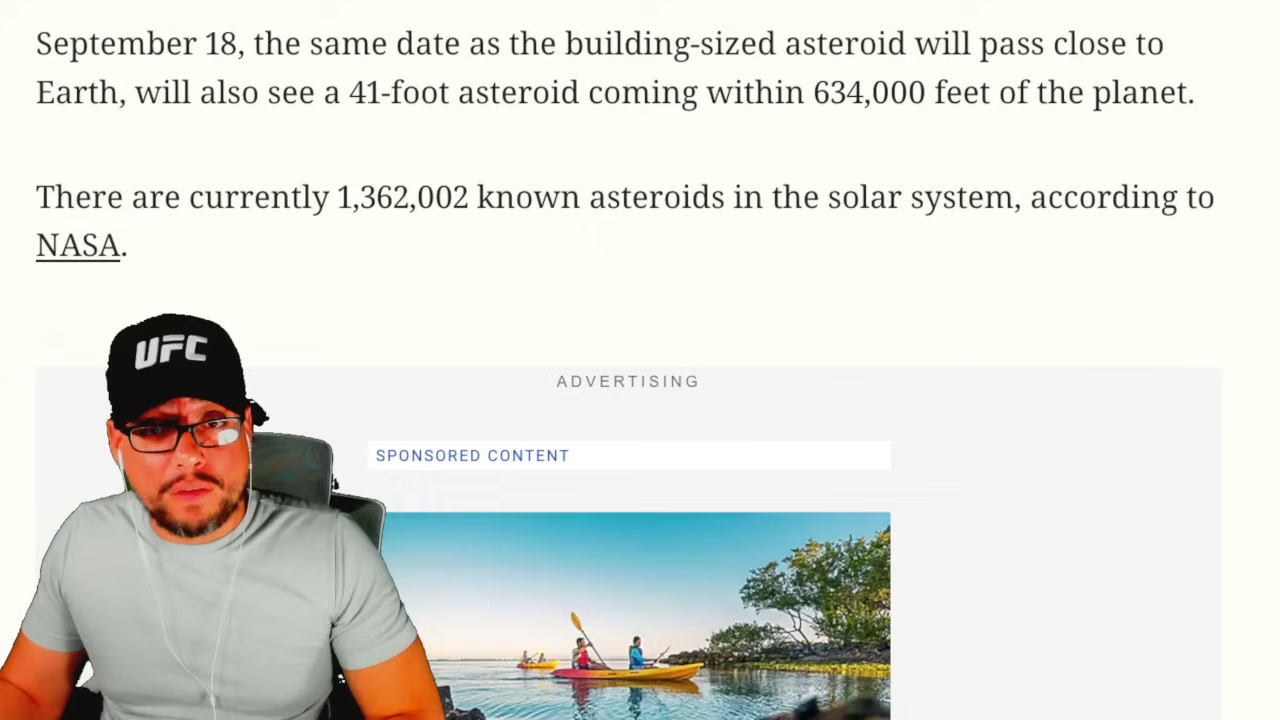 September 18, the same date as the building-sized asteroid will pass close to
Earth, will also see a 41-foot asteroid coming within 634,000 feet of the planet.
There are currently 1,362,002 known asteroids in the solar system, according to
NASA.
UFC
ADVERTISING
SPONSORED CONTENT